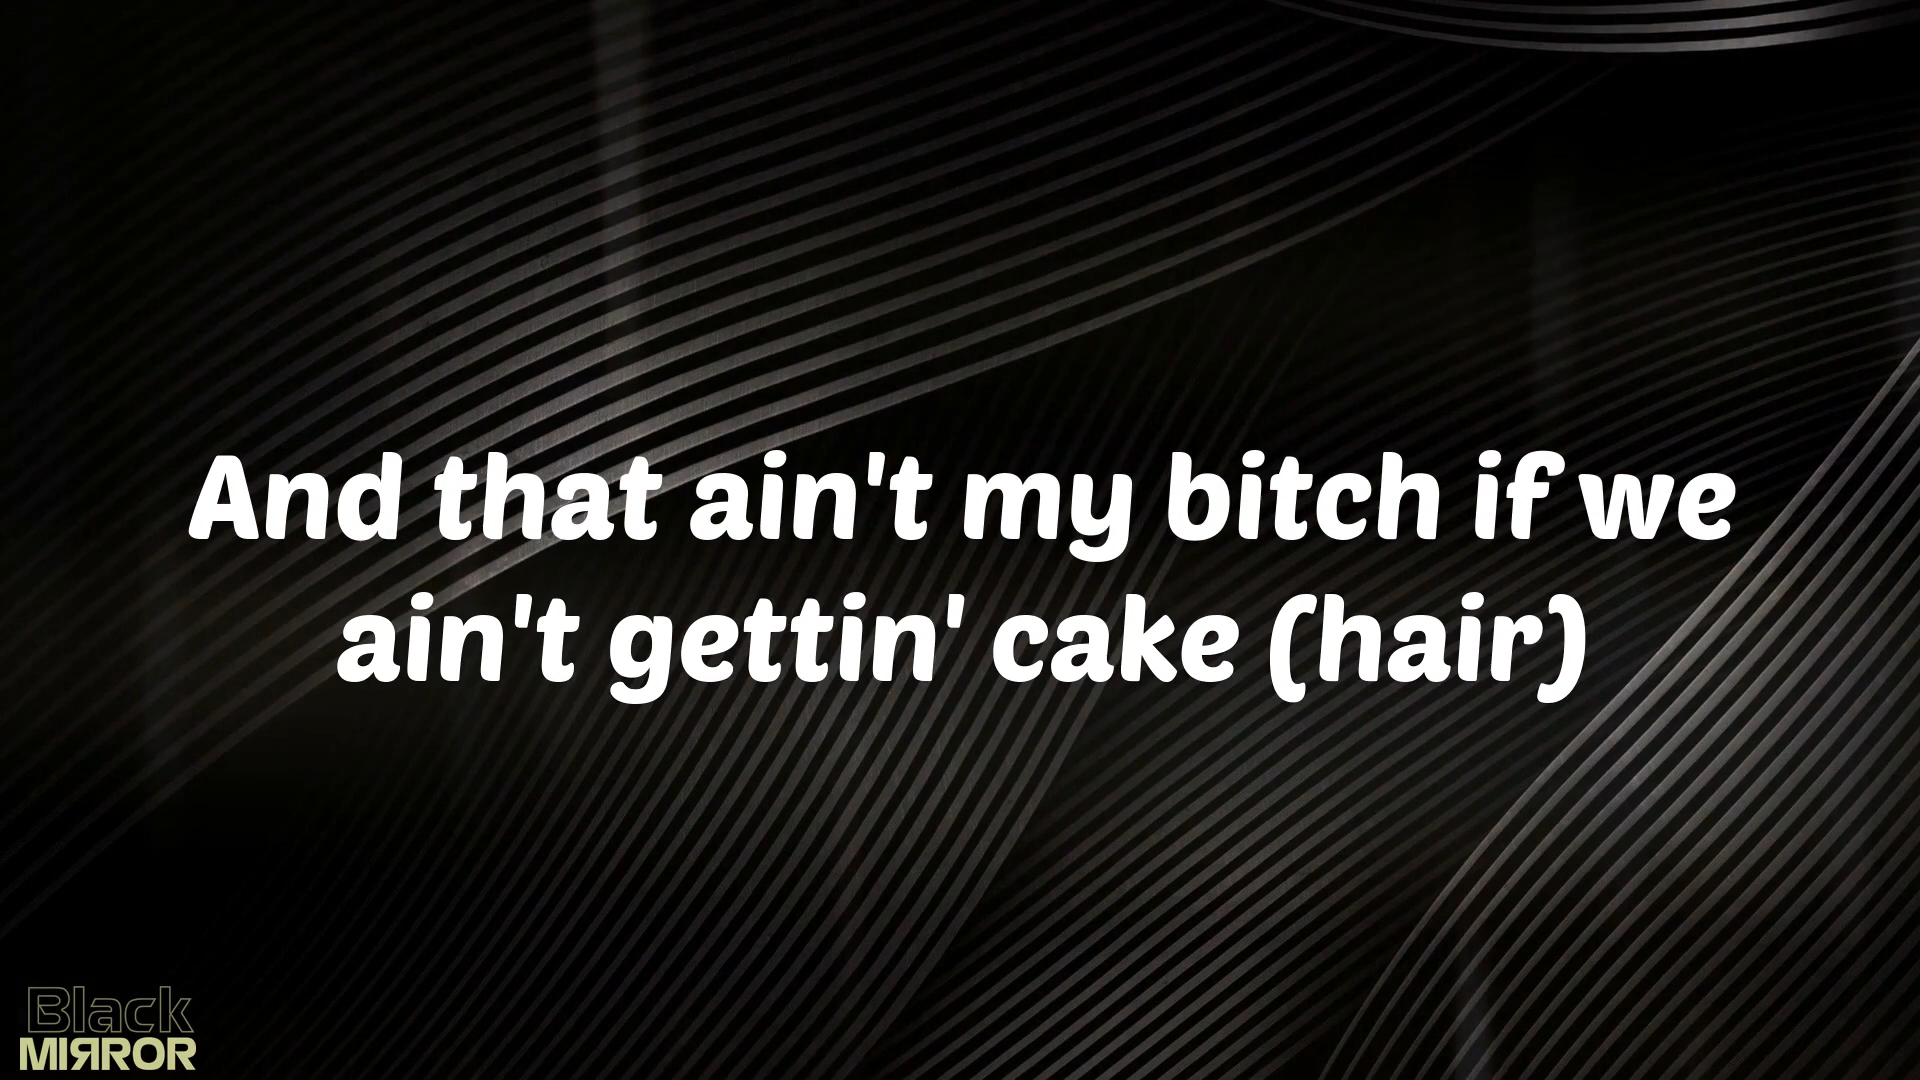 And that ain't my bitch if we
ain't gettin' cake (hair)
Black
MIЯROR